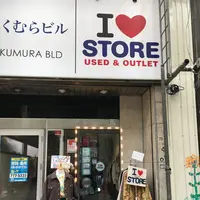 くむらビル
KUMURA BLD
I ♥
STORE
USED & OUTLET
I ♥
STORE